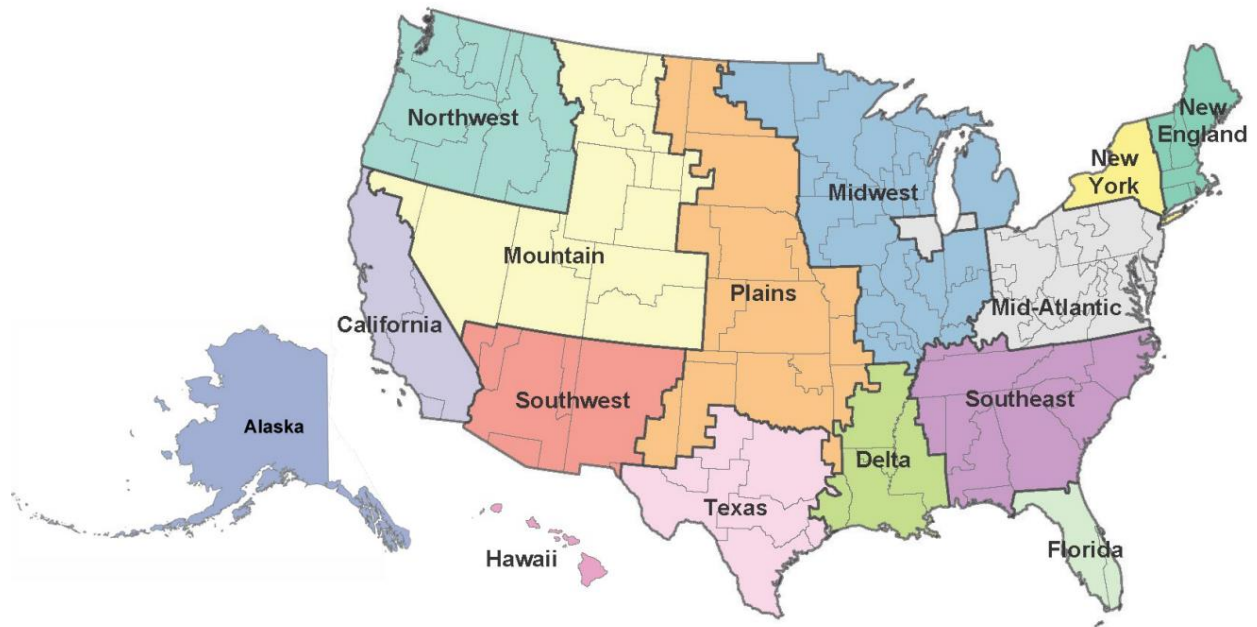 Northwest
New
England
New
York
Midwest
Mountain
Plains
Mid-Atlantic
California
Southwest
Southeast
Alaska
Delta
Texas
Hawaii
Florida